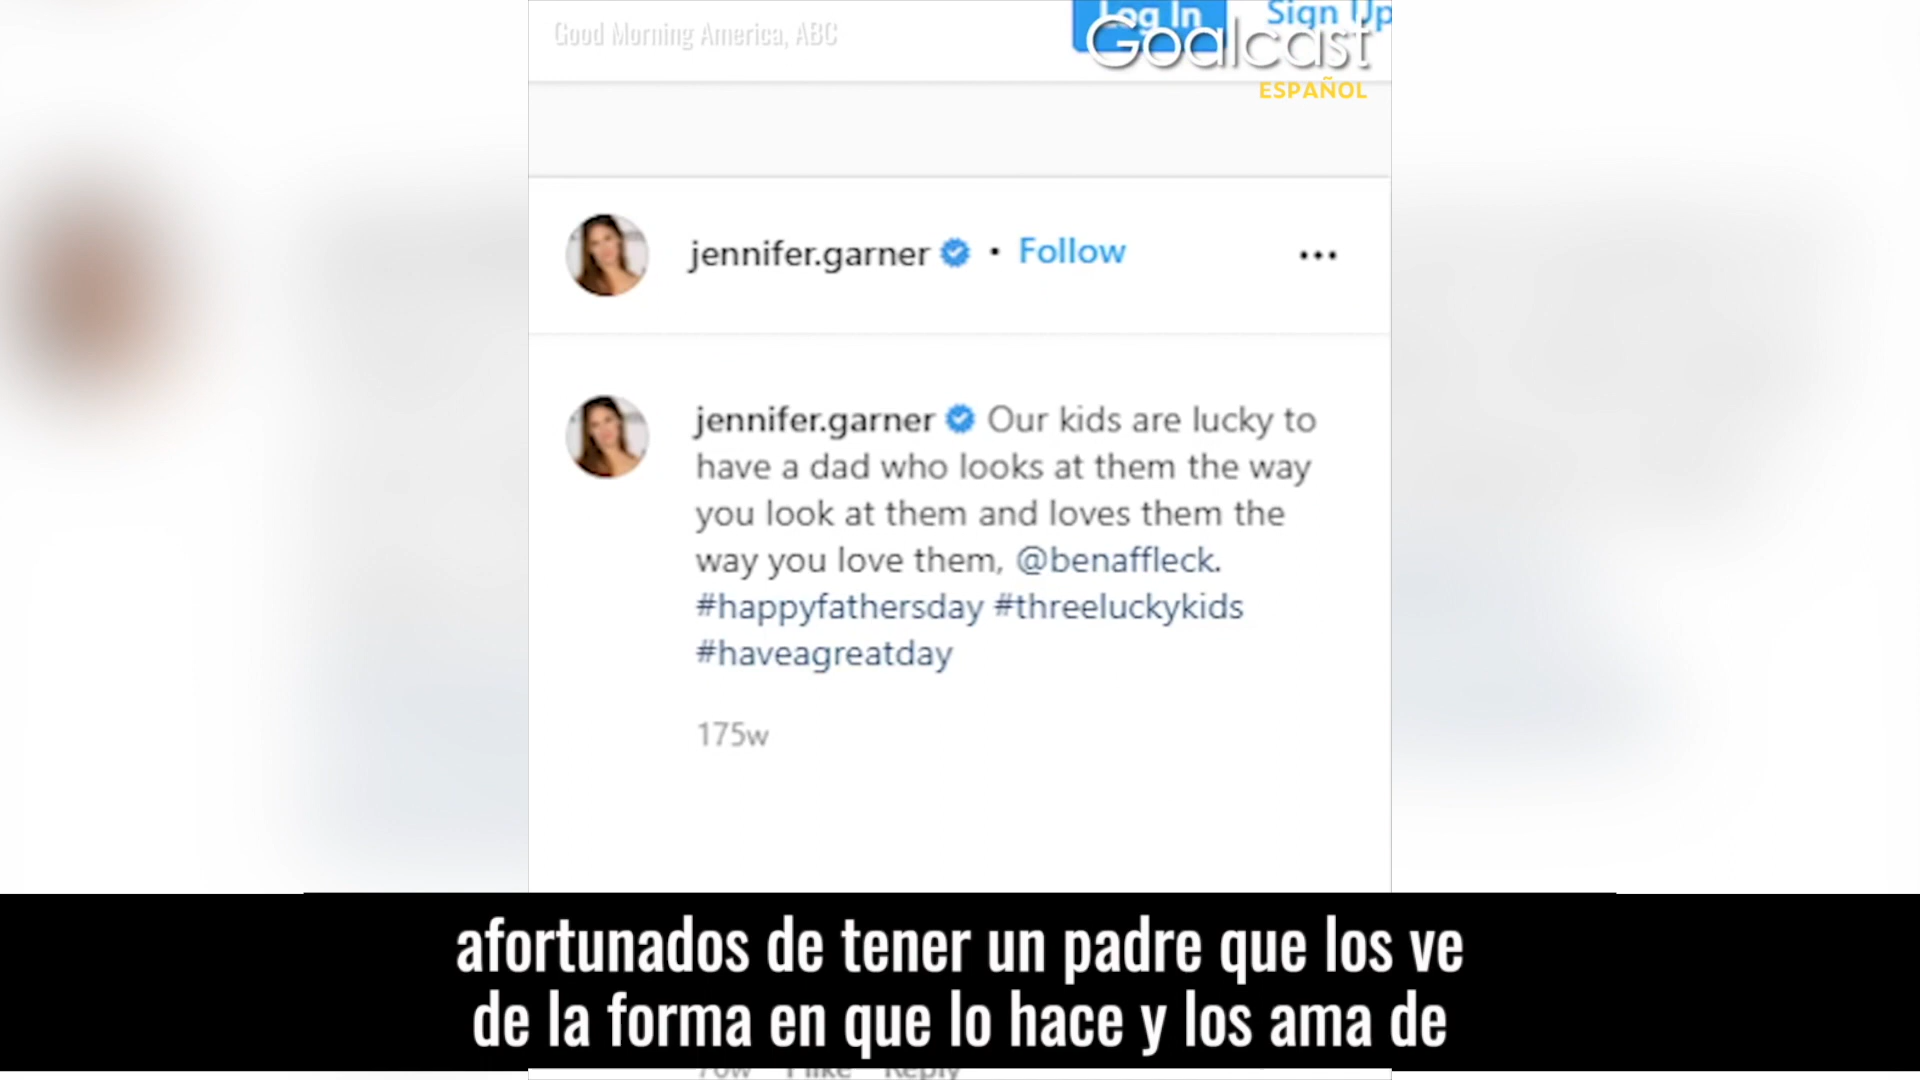 Good Morning America, ABC
Log In
Sign Up
Goalcast
ESPAÑOL
jennifer.garner • Follow
jennifer.garner Our kids are lucky to
have a dad who looks at them the way
you look at them and loves them the
way you love them, @benaffleck.
#happyfathersday #threeluckykids
#haveagreatday
175w
afortunados de tener un padre que los ve
de la forma en que lo hace y los ama de
Reply